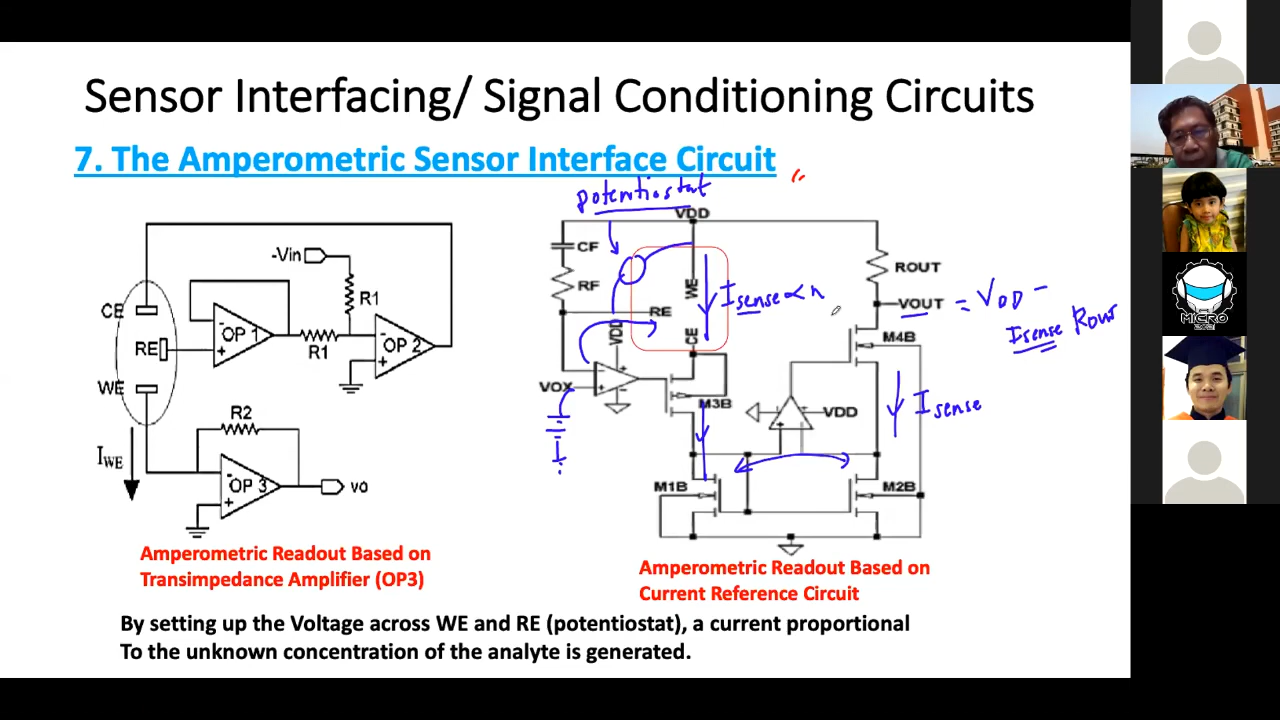 Sensor Interfacing/ Signal Conditioning Circuits
7. The Amperometric Sensor Interface Circuit
potentiostat
VDD
-Vin
CE
R1
OP 1
RE
R1
OP 2
WE
R2
IWE
OP 3
vo
CF
RF
WE
Isense ∝ n
ROUT
VOUT = VDD -
Isense Rout
RE
VDD
CE
M4B
VOX
M3B
VDD
Isense
M1B
M2B
Amperometric Readout Based on
Transimpedance Amplifier (OP3)
Amperometric Readout Based on
Current Reference Circuit
By setting up the Voltage across WE and RE (potentiostat), a current proportional
To the unknown concentration of the analyte is generated.
MICRO
2021